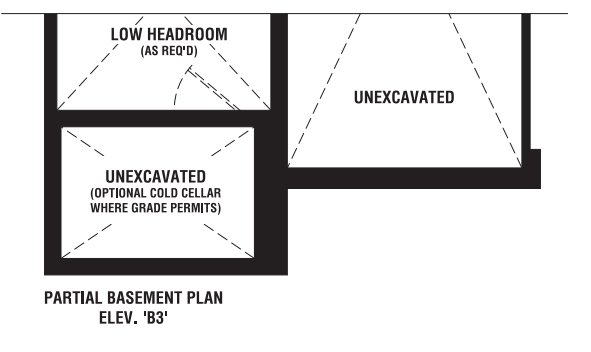 LOW HEADROOM
(AS REQ'D)
UNEXCAVATED
UNEXCAVATED
(OPTIONAL COLD CELLAR
WHERE GRADE PERMITS)
PARTIAL BASEMENT PLAN
ELEV. 'B3'